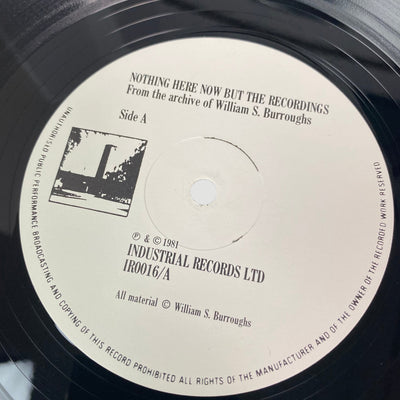 NOTHING HERE NOW BUT THE RECORDINGS
From the archive of William S. Burroughs
Side A
Ⓟ & © 1981
INDUSTRIAL RECORDS LTD
IR0016/A
All material © William S. Burroughs
UNAUTHORISED PUBLIC PERFORMANCE BROADCASTING AND COPYING OF THIS RECORD PROHIBITED ALL RIGHTS OF THE MANUFACTURER AND OF THE OWNER OF THE RECORDED WORK RESERVED.